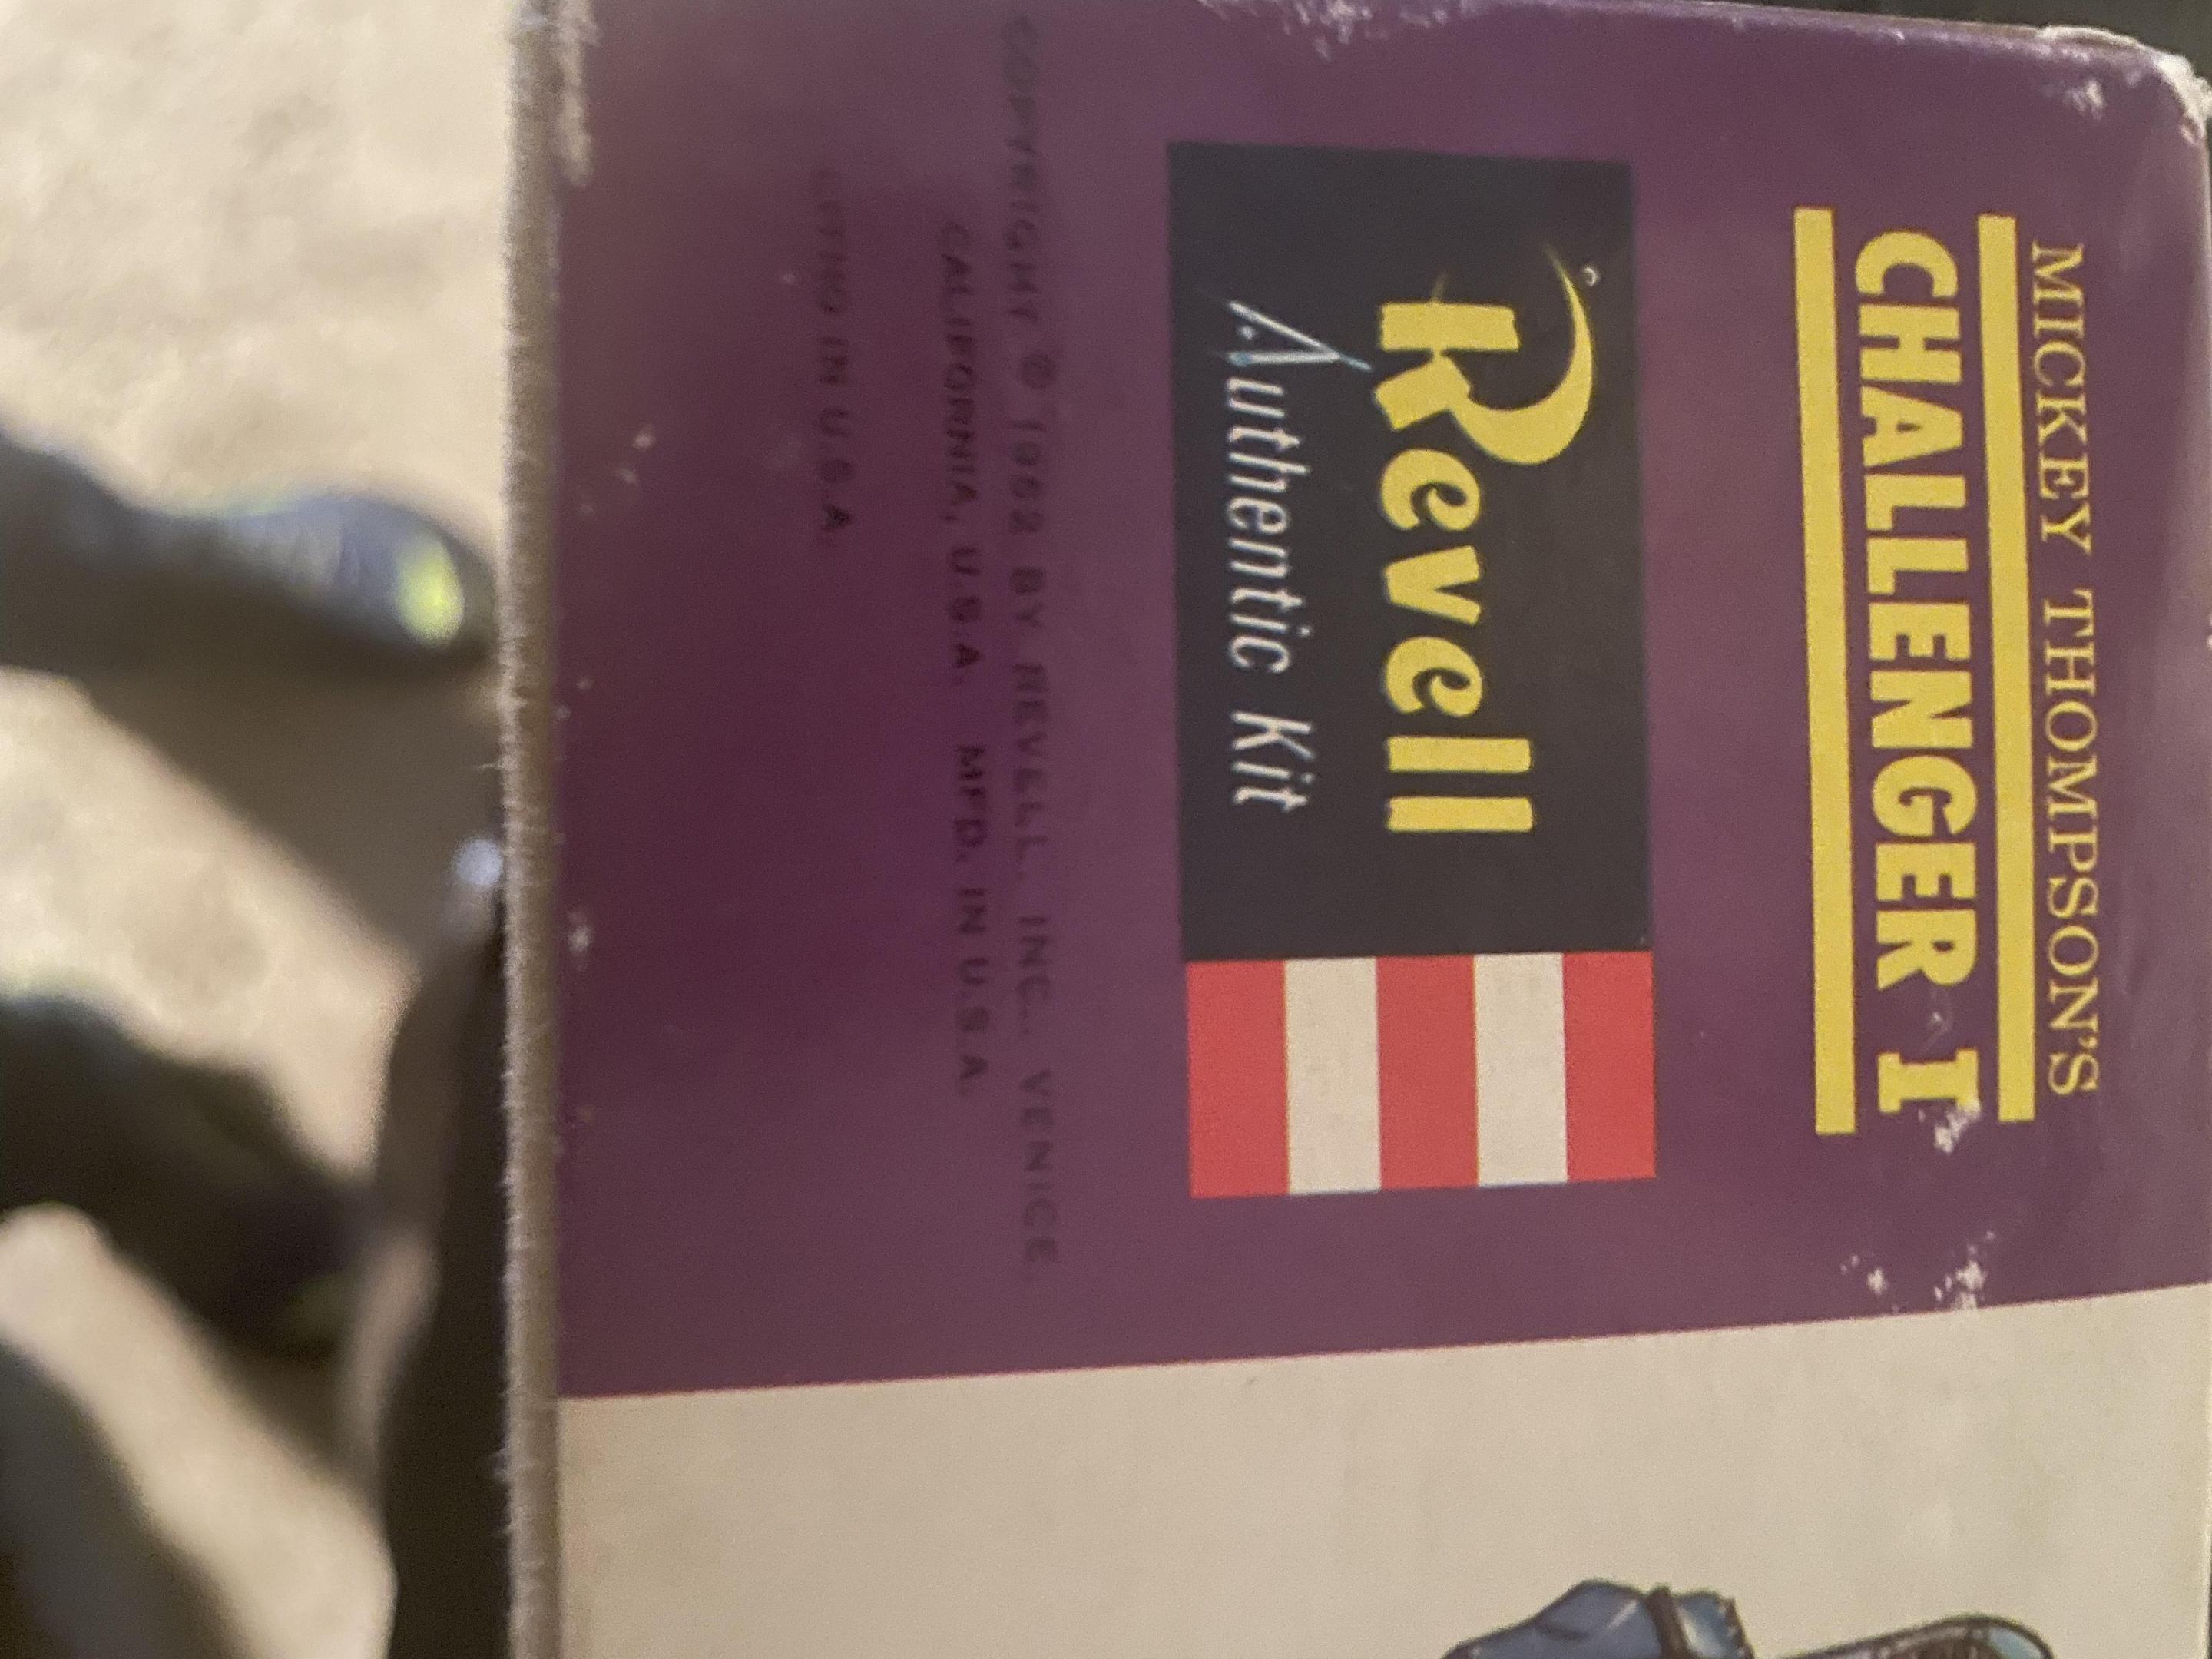 MICKEY THOMPSON'S
CHALLENGER I
Revell
Authentic Kit
COPYRIGHT © 1962 BY REVELL, INC., VENICE,
CALIFORNIA, U.S.A. MFD. IN U.S.A.
LITHO IN U.S.A.